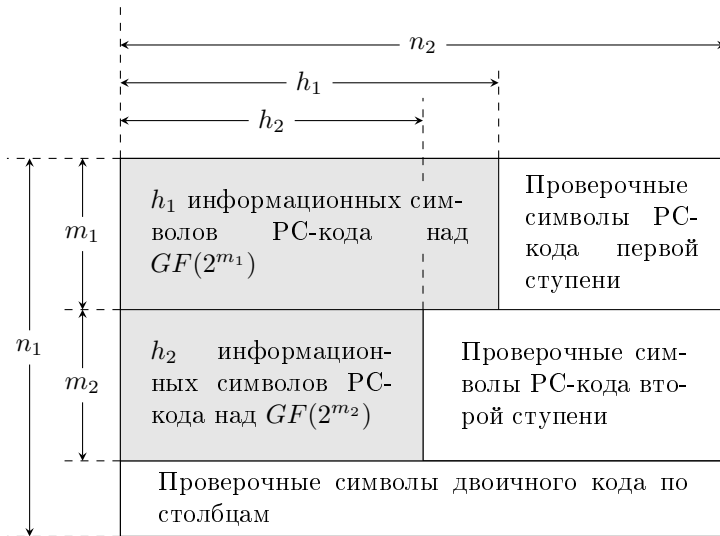 n₂
h₁
h₂
m₁
h₁ информационных сим-
волов РС-кода над
GF(2^{m₁})
Проверочные
символы РС-
кода первой
ступени
n₁
m₂
h₂ информацион-
ных символов РС-
кода над GF(2^{m₂})
Проверочные сим-
волы РС-кода вто-
рой ступени
Проверочные символы двоичного кода по
столбцам